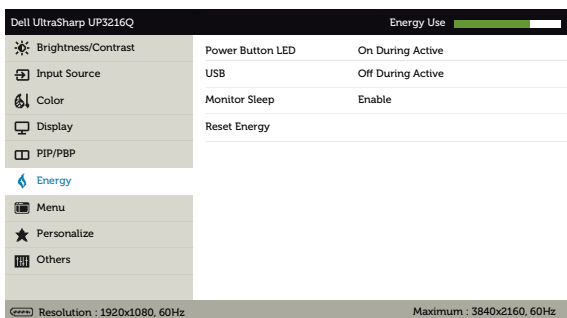 Dell UltraSharp UP3216Q Energy Use
Brightness/Contrast
Power Button LED On During Active
Input Source USB Off During Active
Color Monitor Sleep Enable
Display Reset Energy
PIP/PBP
Energy
Menu
Personalize
Others
Resolution : 1920x1080, 60Hz Maximum : 3840x2160, 60Hz